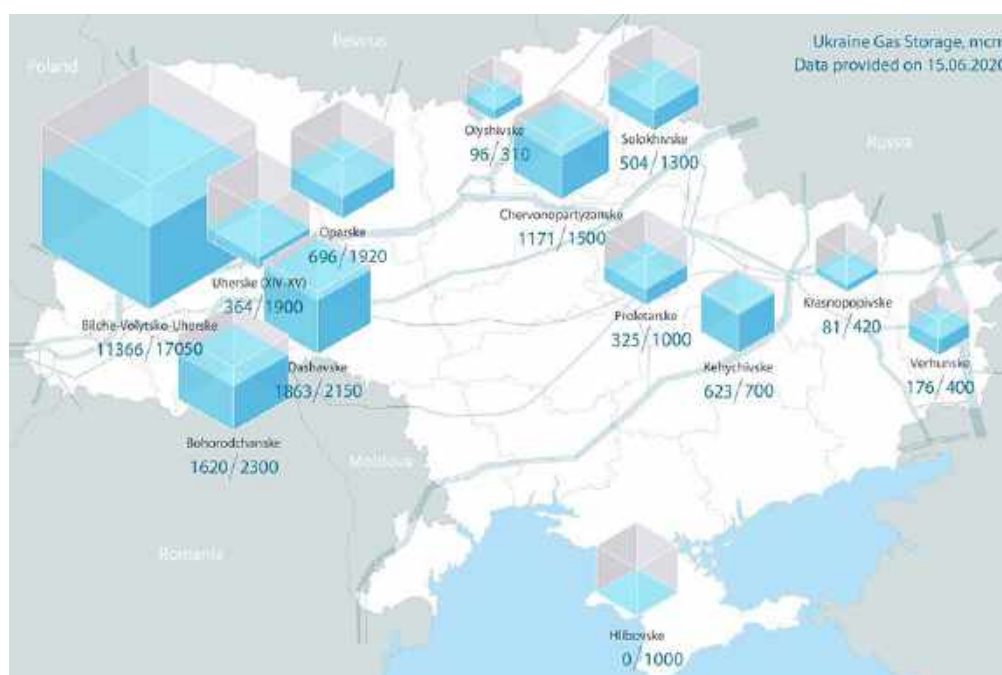 Ukraine Gas Storage, mcm
Data provided on 15.06.2020
Belarus
Poland
Russia
Olyshivske
96/310
Solokhivske
504/1300
Chervonopartyzanske
1171/1500
Oparske
696/1920
Uherske (XIV-XV)
364/1900
Bilche-Volytsko-Uherske
11366/17050
Dashavske
1863/2150
Bohorodchanske
1620/2300
Proletarske
325/1000
Kehychivske
623/700
Krasnopopivske
81/420
Verhunske
176/400
Moldova
Romania
Hlibovske
0/1000